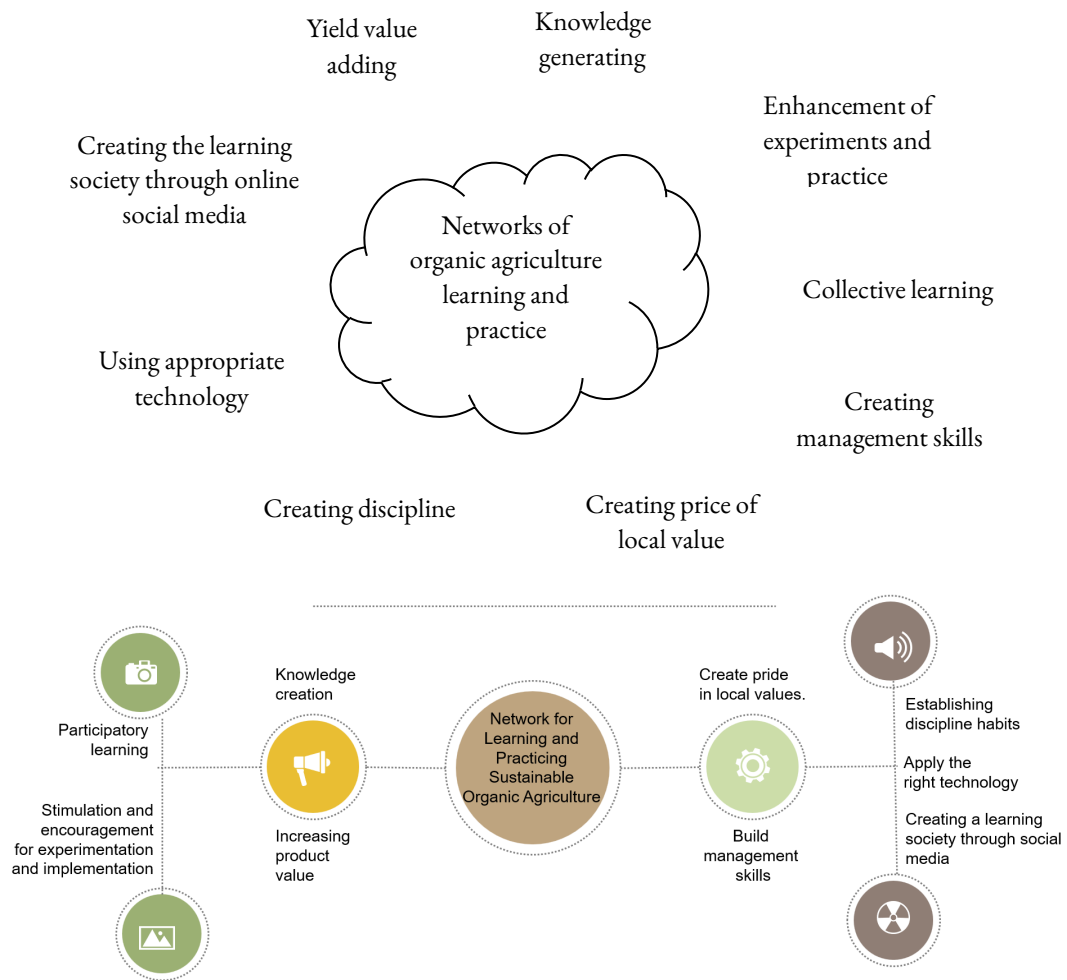 Yield value
adding
Knowledge
generating
Enhancement of
experiments and
practice
Creating the learning
society through online
social media
Networks of
organic agriculture
learning and
practice
Collective learning
Using appropriate
technology
Creating
management skills
Creating discipline
Creating price of
local value
Participatory
learning
Stimulation and
encouragement
for experimentation
and implementation
Knowledge
creation
Increasing
product
value
Network for
Learning and
Practicing
Sustainable
Organic Agriculture
Create pride
in local values.
Build
management
skills
Establishing
discipline habits
Apply the
right technology
Creating a learning
society through social
media